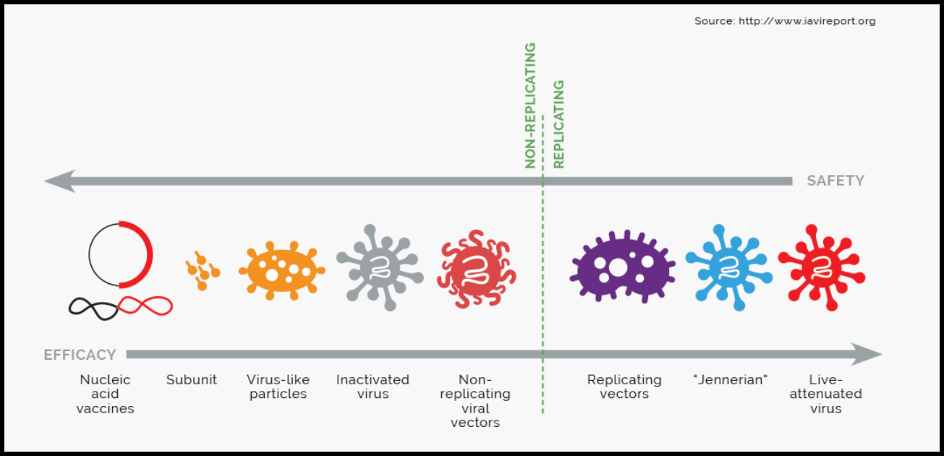 Source: http://www.iavireport.org
NON-REPLICATING
REPLICATING
SAFETY
EFFICACY
Nucleic
acid
vaccines
Subunit
Virus-like
particles
Inactivated
virus
Non-
replicating
viral
vectors
Replicating
vectors
"Jennerian"
Live-
attenuated
virus